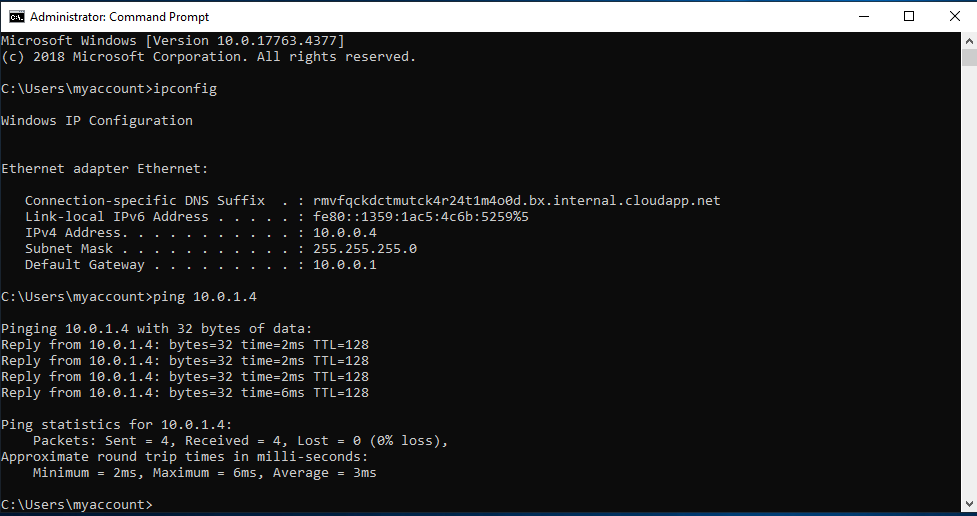 Administrator: Command Prompt
Microsoft Windows [Version 10.0.17763.4377]
(c) 2018 Microsoft Corporation. All rights reserved.
C:\Users\myaccount>ipconfig
Windows IP Configuration
Ethernet adapter Ethernet:
   Connection-specific DNS Suffix  . : rmvfqckdctmutck4r24t1m4o0d.bx.internal.cloudapp.net
   Link-local IPv6 Address . . . . . : fe80::1359:1ac5:4c6b:5259%5
   IPv4 Address. . . . . . . . . . . : 10.0.0.4
   Subnet Mask . . . . . . . . . . . : 255.255.255.0
   Default Gateway . . . . . . . . . : 10.0.0.1
C:\Users\myaccount>ping 10.0.1.4
Pinging 10.0.1.4 with 32 bytes of data:
Reply from 10.0.1.4: bytes=32 time=2ms TTL=128
Reply from 10.0.1.4: bytes=32 time=2ms TTL=128
Reply from 10.0.1.4: bytes=32 time=2ms TTL=128
Reply from 10.0.1.4: bytes=32 time=6ms TTL=128
Ping statistics for 10.0.1.4:
    Packets: Sent = 4, Received = 4, Lost = 0 (0% loss),
Approximate round trip times in milli-seconds:
    Minimum = 2ms, Maximum = 6ms, Average = 3ms
C:\Users\myaccount>